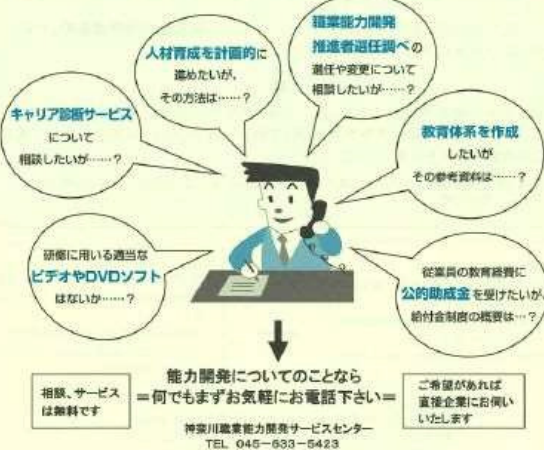 人材育成を計画的に
進めたいが、
その方法は……?
職業能力開発
推進者選任調べの
選任や変更について
相談したいが……?
キャリア診断サービス
について
相談したいが……?
教育体系を作成
したいが
その参考資料は……?
研修に用いる適当な
ビデオやDVDソフト
はないか……?
従業員の教育経費に
公的助成金を受けたいが、
給付金制度の概要は…?
相談、サービス
は無料です
能力開発についてのことなら
=何でもまずお気軽にお電話下さい=
ご希望があれば
直接企業にお伺い
いたします
神奈川職業能力開発サービスセンター
TEL 045-633-5423